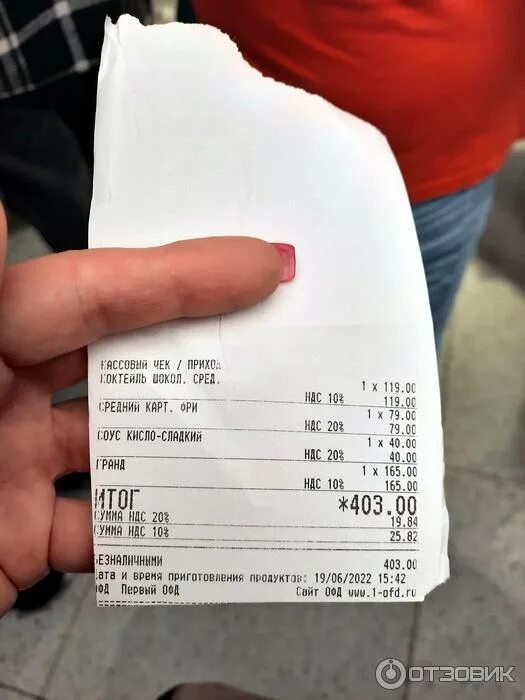 КАССОВЫЙ ЧЕК / ПРИХОД
КОКТЕЙЛЬ ШОКОЛ. СРЕД.
1 x 119.00
НДС 10% 119.00
СРЕДНИЙ КАРТ. ФРИ
1 x 79.00
НДС 20% 79.00
СОУС КИСЛО-СЛАДКИЙ
1 x 40.00
НДС 20% 40.00
ГРАНД
1 x 165.00
НДС 10% 165.00
ИТОГ *403.00
СУММА НДС 20% 19.84
СУММА НДС 10% 25.82
БЕЗНАЛИЧНЫМИ 403.00
Дата и время приготовления продуктов: 19/06/2022 15:42
ОФД Первый ОФД Сайт ОФД www.1-ofd.ru
ОТЗОВИК